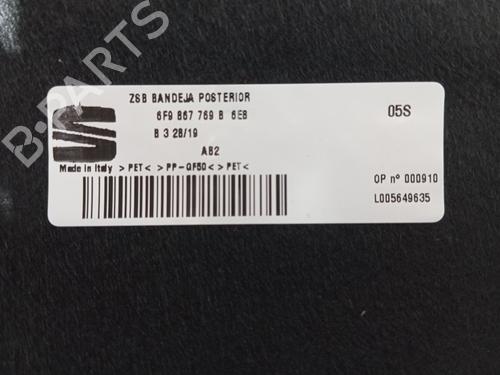 ZSB BANDEJA POSTERIOR
6F9 867 769 B 6E8
B 3 28/19
AB2
05S
Made in Italy >PET< >PP-GF50< >PET<
OP nº 000910
L005649635
B-PARTS